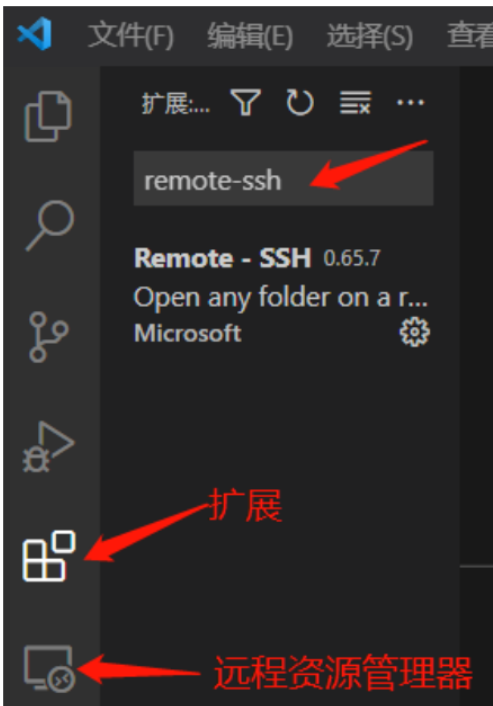 文件(F) 编辑(E) 选择(S) 查看
扩展:...
remote-ssh
Remote - SSH 0.65.7
Open any folder on a r...
Microsoft
扩展
远程资源管理器